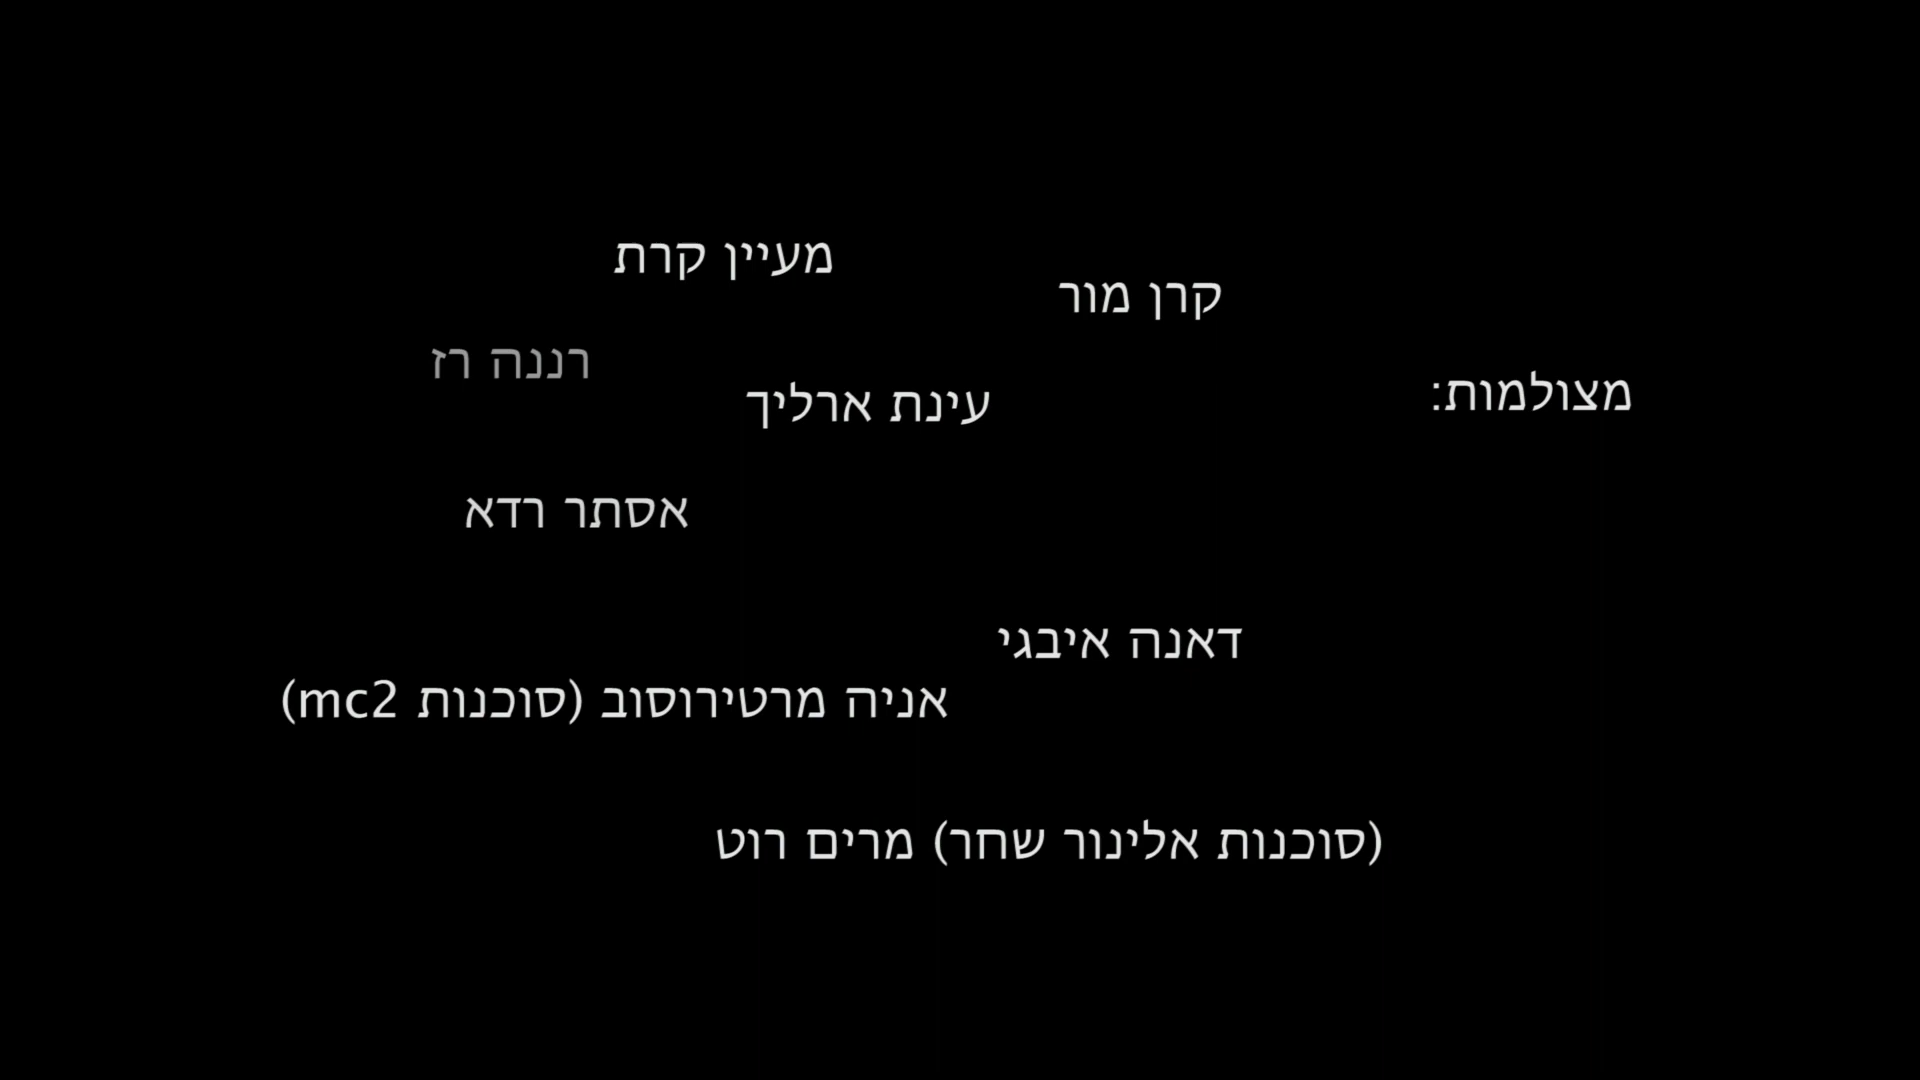 מעיין קרת
קרן מור
רננה רז
מצולמות:
עינת ארליך
אסתר רדא
דאנה איבגי
אניה מרטירוסוב (סוכנות mc2)
(סוכנות אלינור שחר) מרים רוט